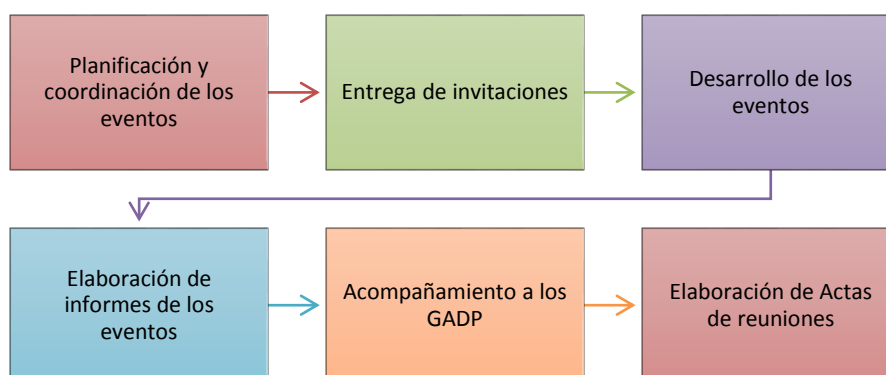 Planificación y
coordinación de los
eventos
Entrega de invitaciones
Desarrollo de los
eventos
Elaboración de
informes de los
eventos
Acompañamiento a los
GADP
Elaboración de Actas
de reuniones